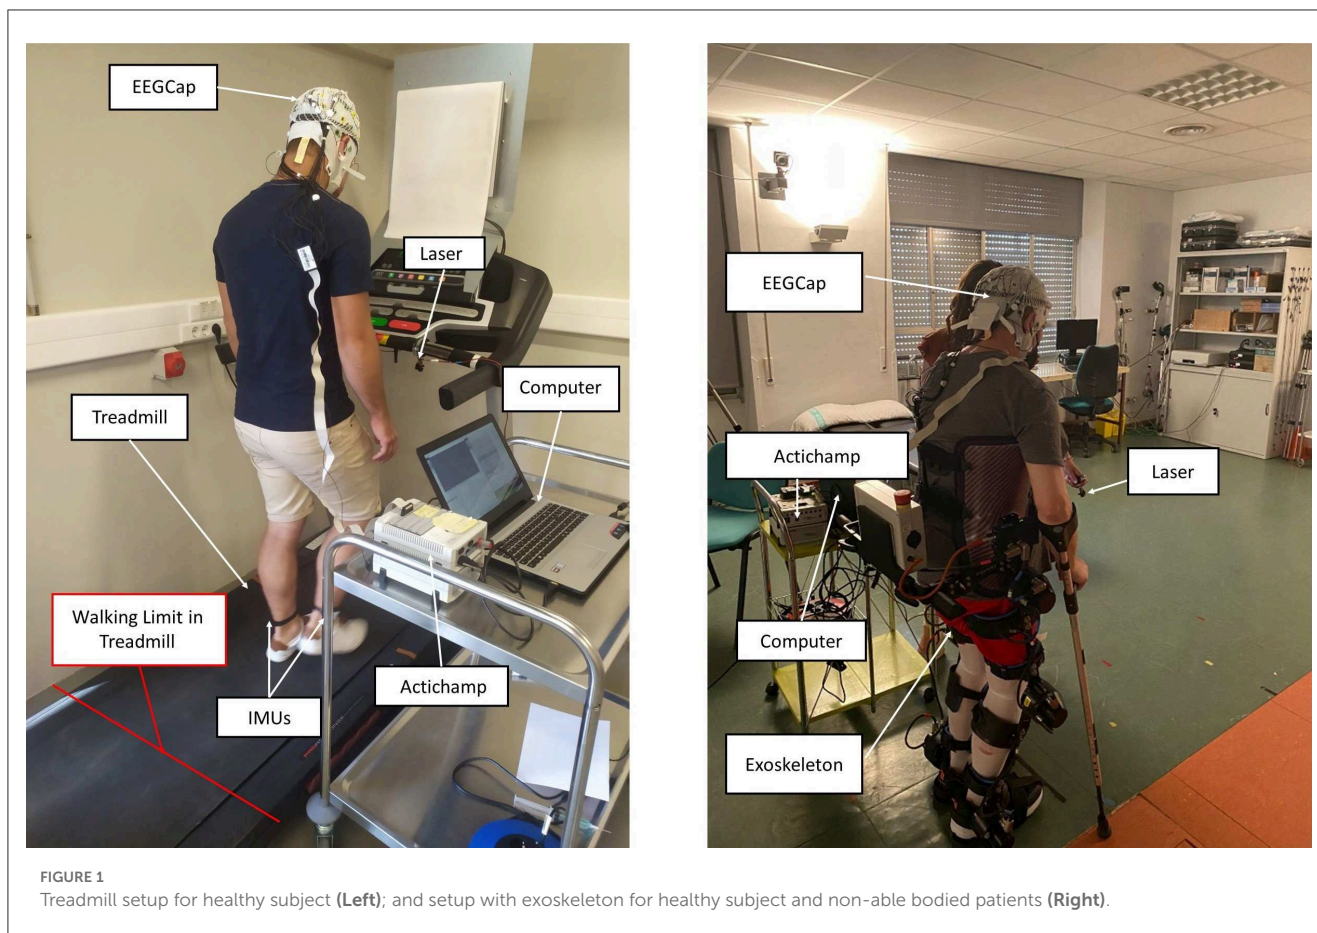 EEGCap
Laser
Computer
Treadmill
Walking Limit in
Treadmill
IMUs
Actichamp
EEGCap
Actichamp
Laser
Computer
Exoskeleton
FIGURE 1
Treadmill setup for healthy subject (Left); and setup with exoskeleton for healthy subject and non-able bodied patients (Right).